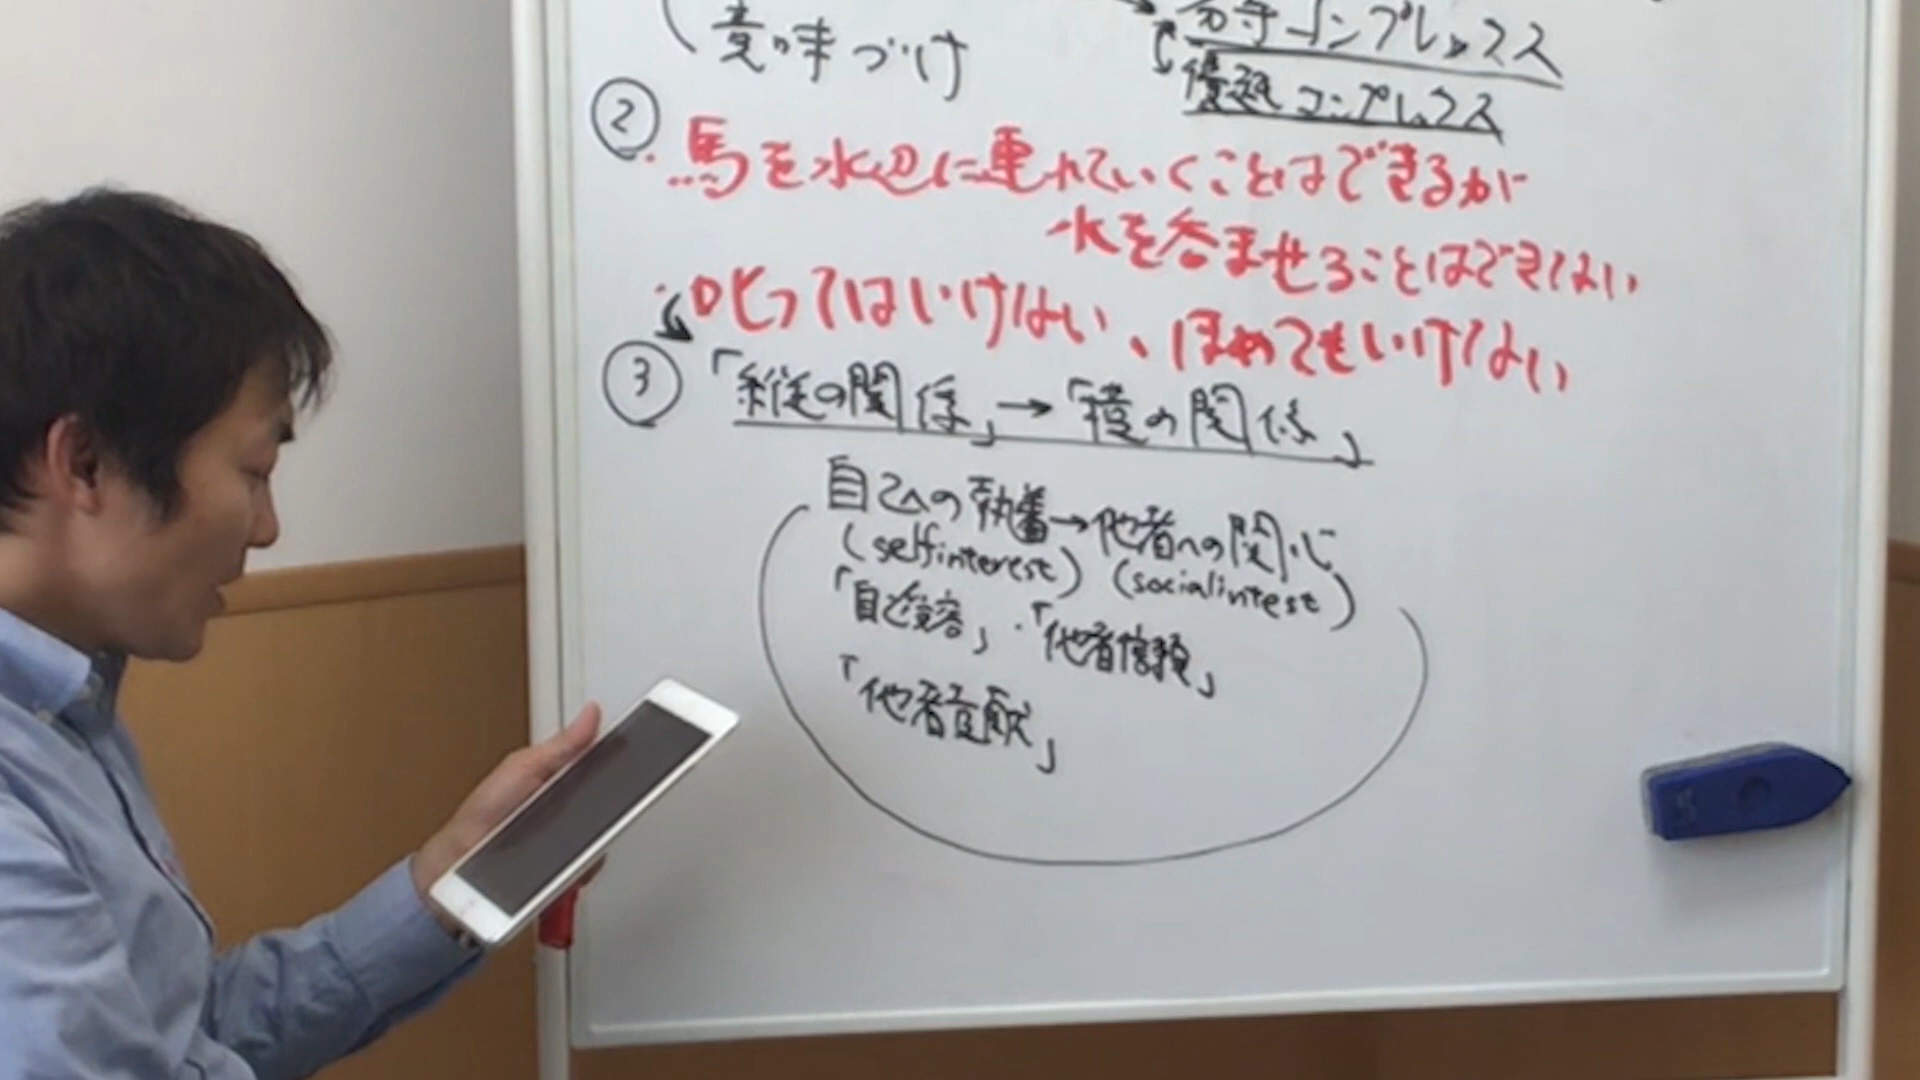 意味づけ
劣等コンプレックス
優越コンプレックス
②
・馬を水辺に連れていくことはできるが
水を呑ませることはできない
・叱ってはいけない、ほめてもいけない
③「縦の関係」→「横の関係」
自己への執着→他者への関心
(selfinterest) (socialintest)
「自己受容」・「他者信頼」
「他者貢献」